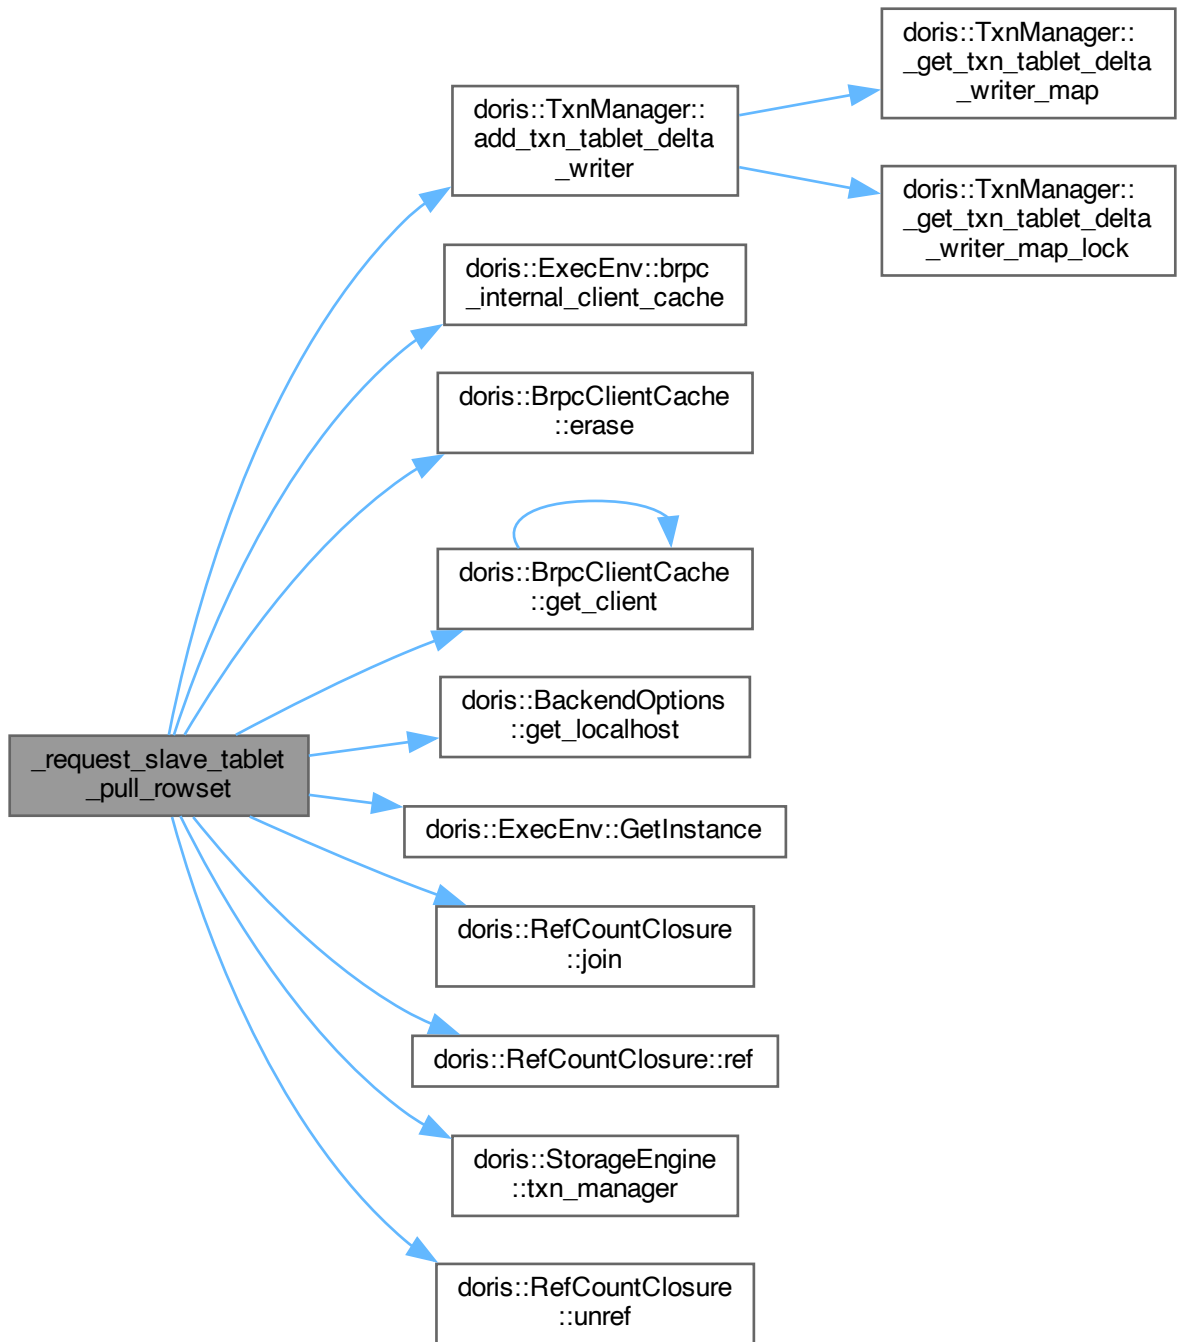 doris::TxnManager::
_get_txn_tablet_delta
_writer_map
doris::TxnManager::
add_txn_tablet_delta
_writer
doris::TxnManager::
_get_txn_tablet_delta
_writer_map_lock
doris::ExecEnv::brpc
_internal_client_cache
doris::BrpcClientCache
::erase
doris::BrpcClientCache
::get_client
doris::BackendOptions
::get_localhost
_request_slave_tablet
_pull_rowset
doris::ExecEnv::GetInstance
doris::RefCountClosure
::join
doris::RefCountClosure::ref
doris::StorageEngine
::txn_manager
doris::RefCountClosure
::unref